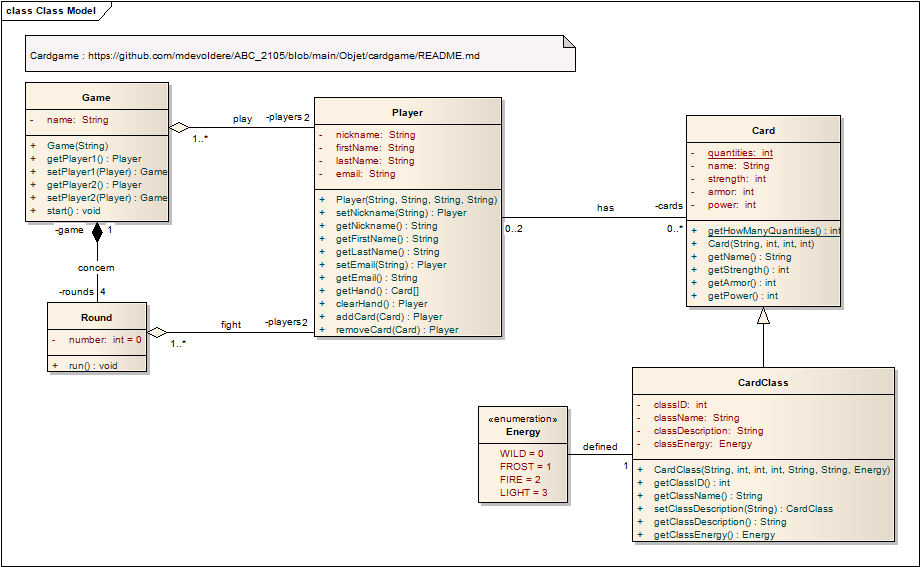 class Class Model
Cardgame : https://github.com/mdevoldere/ABC_2105/blob/main/Objet/cardgame/README.md
Game
- name: String
+ Game(String)
+ getPlayer1() : Player
+ setPlayer1(Player) : Game
+ getPlayer2() : Player
+ setPlayer2(Player) : Game
+ start() : void
play
-players 2
1..*
Player
- nickname: String
- firstName: String
- lastName: String
- email: String
+ Player(String, String, String, String)
+ setNickname(String) : Player
+ getNickname() : String
+ getFirstName() : String
+ getLastName() : String
+ setEmail(String) : Player
+ getEmail() : String
+ getHand() : Card[]
+ clearHand() : Player
+ addCard(Card) : Player
+ removeCard(Card) : Player
has
-cards
0..2
0..*
Card
- quantities: int
- name: String
- strength: int
- armor: int
- power: int
+ getHowManyQuantities() : int
+ Card(String, int, int, int)
+ getName() : String
+ getStrength() : int
+ getArmor() : int
+ getPower() : int
-game 1
concern
-rounds 4
Round
- number: int = 0
+ run() : void
fight
-players 2
1..*
«enumeration»
Energy
WILD = 0
FROST = 1
FIRE = 2
LIGHT = 3
defined
1
CardClass
- classID: int
- className: String
- classDescription: String
- classEnergy: Energy
+ CardClass(String, int, int, int, String, String, Energy)
+ getClassID() : int
+ getClassName() : String
+ setClassDescription(String) : CardClass
+ getClassDescription() : String
+ getClassEnergy() : Energy